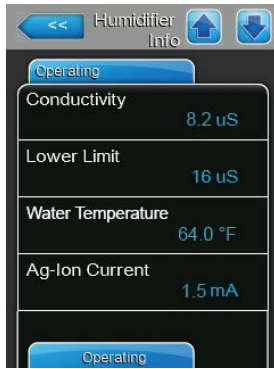 << Humidifier
Info
Operating
Conductivity
8.2 uS
Lower Limit
16 uS
Water Temperature
64.0 °F
Ag-Ion Current
1.5 mA
Operating